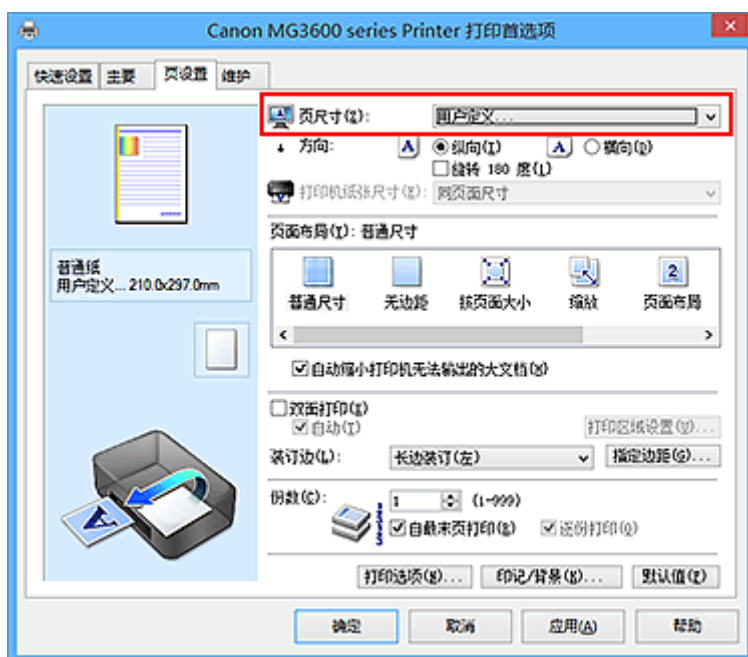 Canon MG3600 series Printer 打印首选项
快速设置 主要 页设置 维护
页尺寸(Z): 用户定义...
方向: A 纵向(I) A 横向(D)
旋转 180 度(L)
打印机纸张尺寸(E): 同页面尺寸
页面布局(Y): 普通尺寸
普通尺寸 无边距 按页面大小 缩放 页面布局
自动缩小打印机无法输出的大文档(X)
普通纸
用户定义... 210.0x297.0mm
双面打印(X)
自动(T) 打印区域设置(U)...
装订边(L): 长边装订(左) 指定边距(G)...
份数(C): 1 (1-999)
自最末页打印(R) 逐份打印(O)
打印选项(N)... 印记/背景(K)... 默认值(F)
确定 取消 应用(A) 帮助